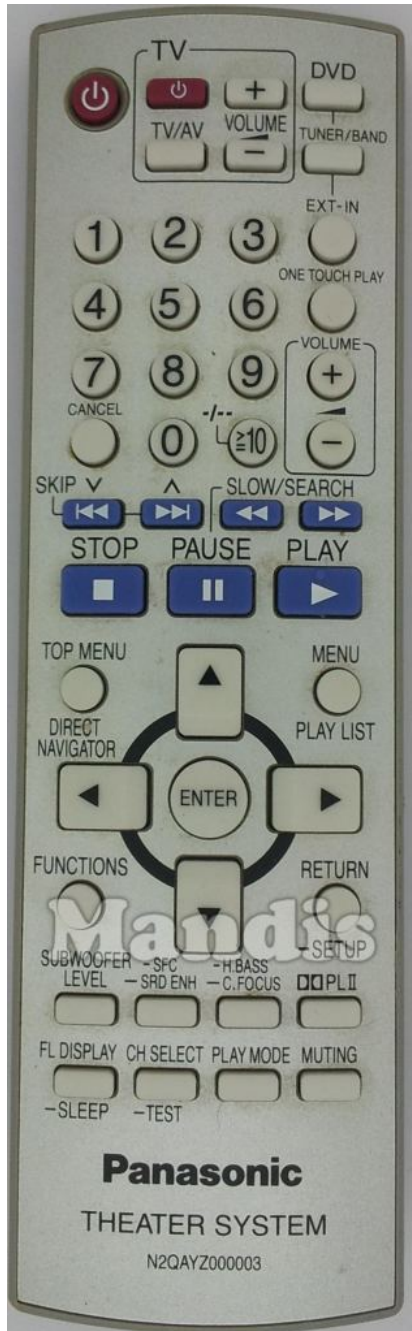 TV
DVD
TV/AV VOLUME TUNER/BAND
+
−
EXT-IN
1 2 3
ONE TOUCH PLAY
4 5 6
VOLUME
7 8 9 +
CANCEL -/--
0 ≧10 −
SKIP ∨ ∧ SLOW/SEARCH
STOP PAUSE PLAY
TOP MENU MENU
DIRECT NAVIGATOR PLAY LIST
ENTER
FUNCTIONS RETURN
Mandis
–SETUP
SUBWOOFER LEVEL
–SFC
–SRD ENH
–H.BASS
–C.FOCUS
PLII
FL DISPLAY CH SELECT PLAY MODE MUTING
–SLEEP –TEST
Panasonic
THEATER SYSTEM
N2QAYZ000003